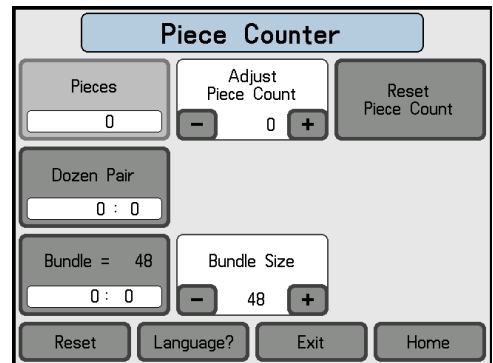 Piece Counter
Pieces
0
Adjust
Piece Count
- 0 +
Reset
Piece Count
Dozen Pair
0 : 0
Bundle = 48
0 : 0
Bundle Size
- 48 +
Reset
Language?
Exit
Home